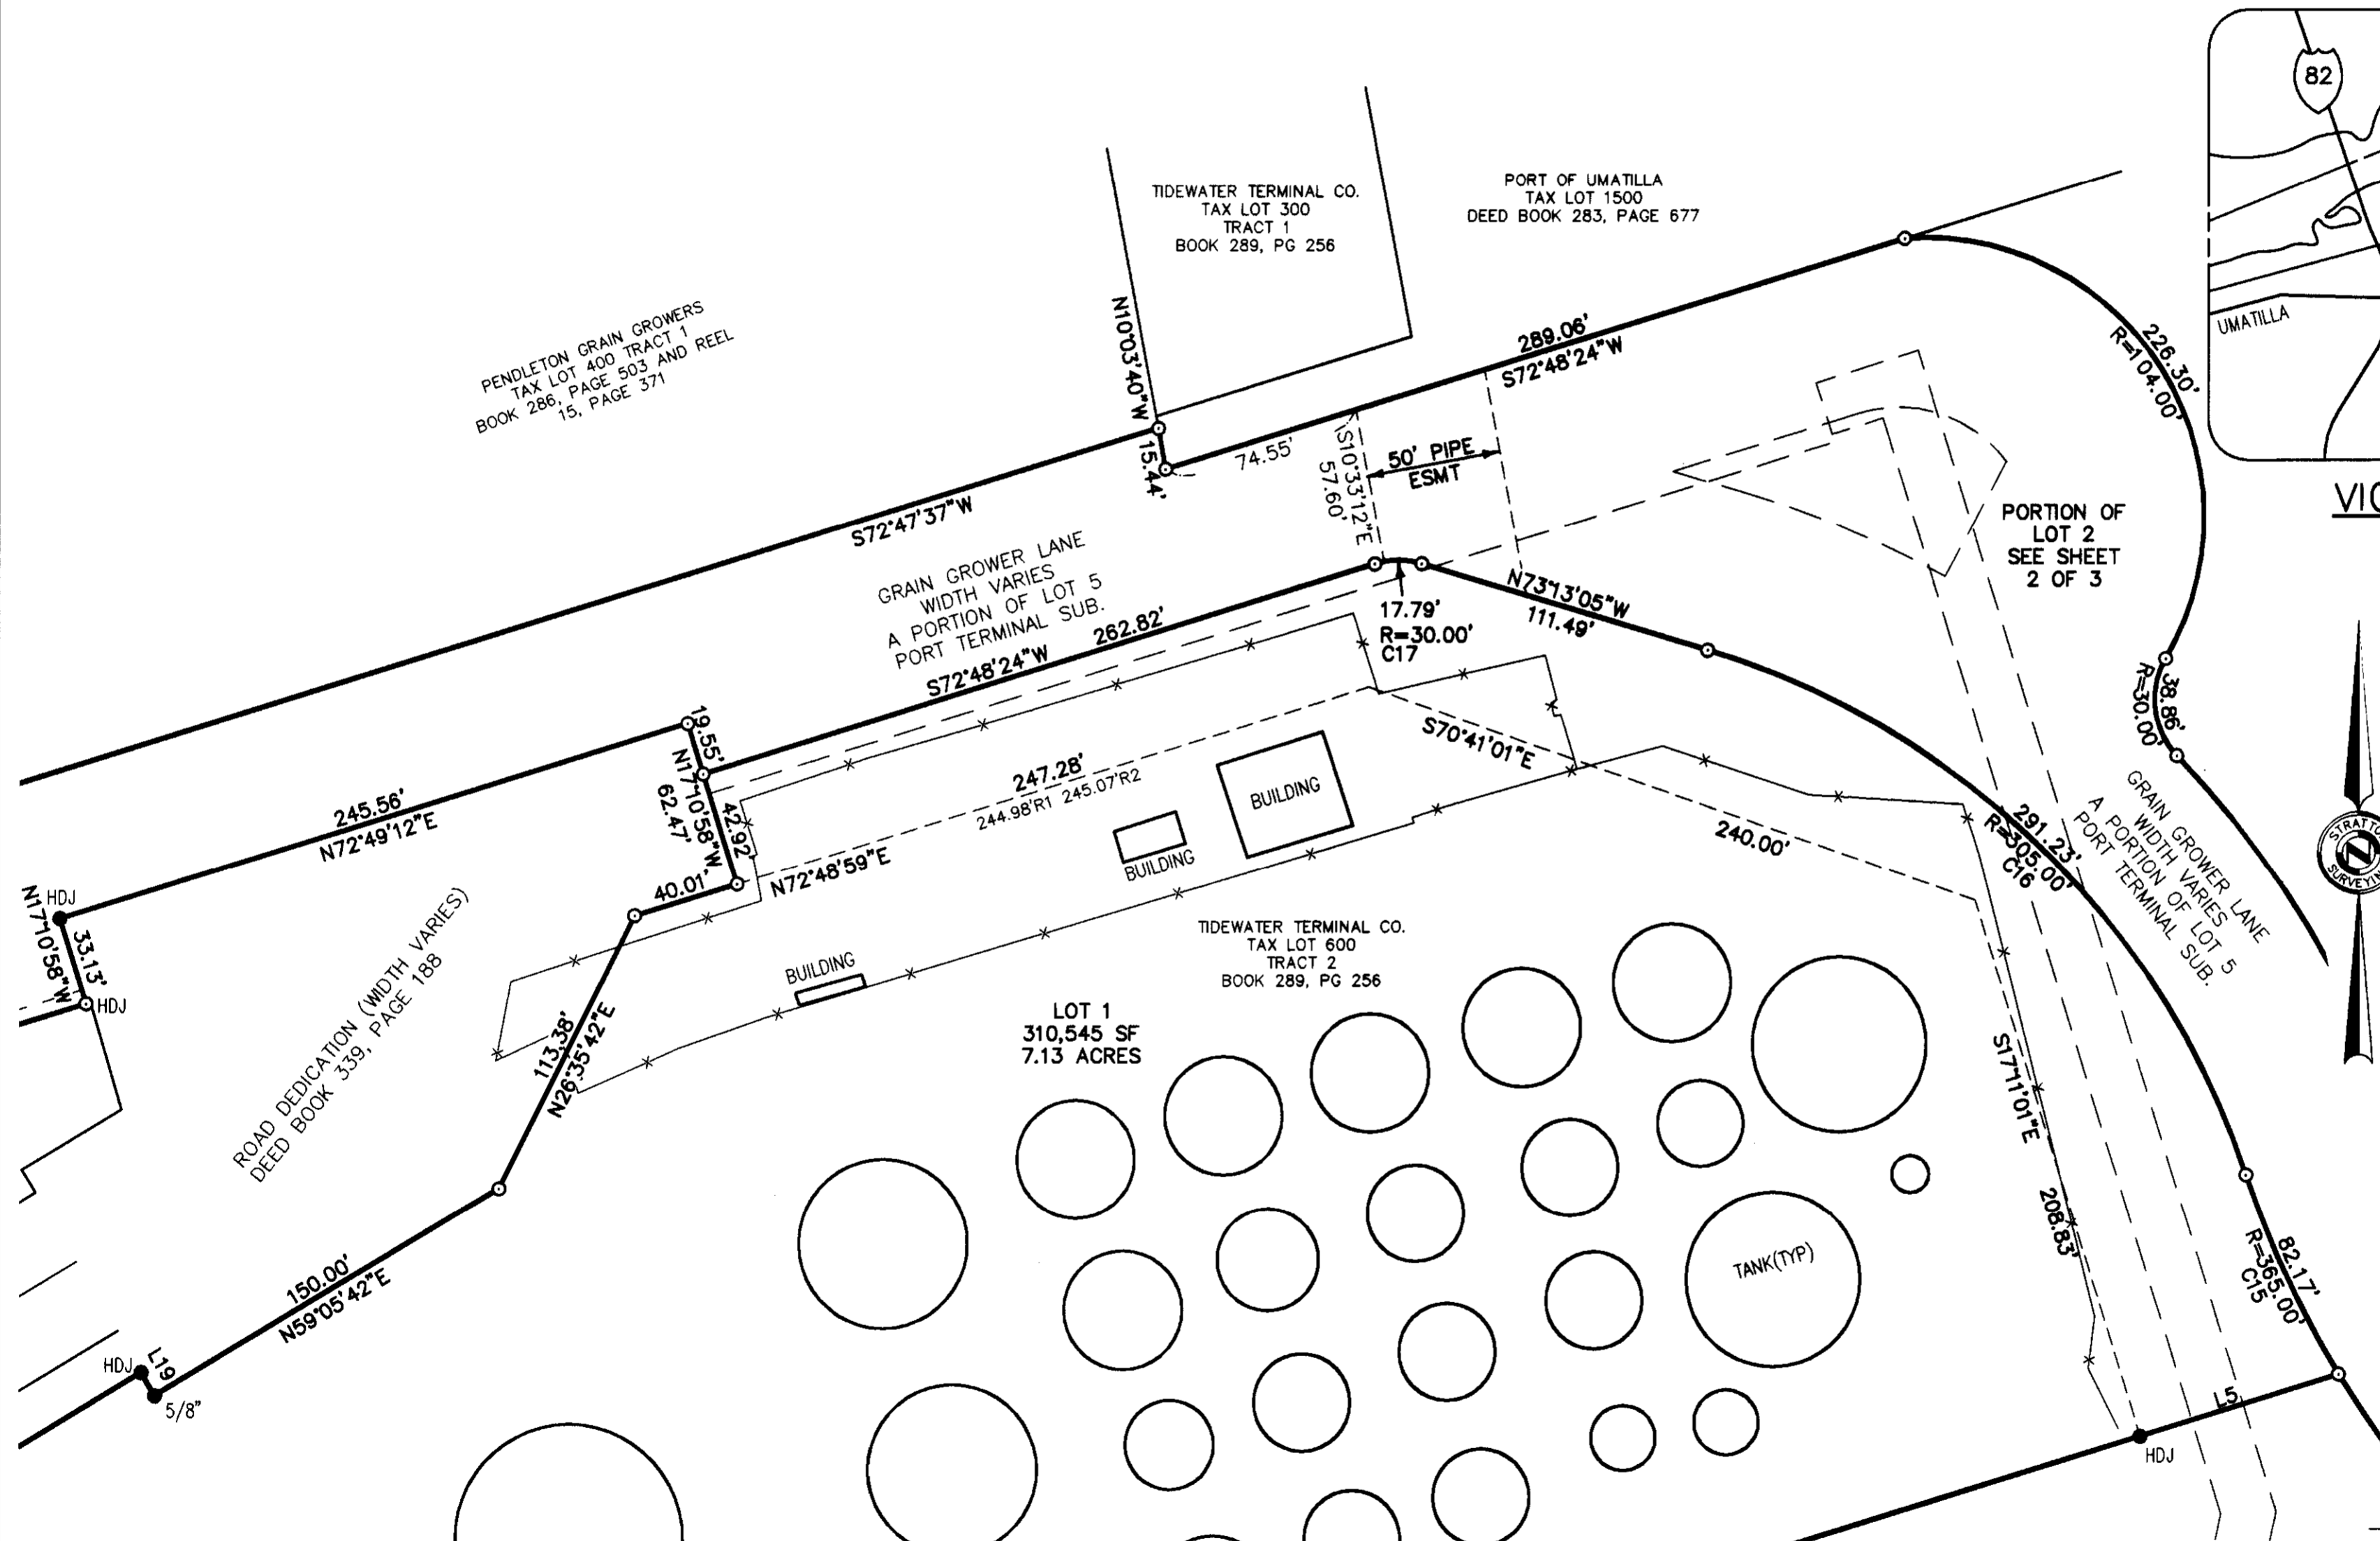 82
UMATILLA
VIC
TIDEWATER TERMINAL CO.
TAX LOT 300
TRACT 1
BOOK 289, PG 256
PORT OF UMATILLA
TAX LOT 1500
DEED BOOK 283, PAGE 677
PENDLETON GRAIN GROWERS
TAX LOT 400 TRACT 1
BOOK 286, PAGE 503 AND REEL
15, PAGE 371
N10°03'40"W
15.44'
289.06'
S72°48'24"W
226.30'
R=104.00'
74.55'
S10°33'12"E
57.60'
50' PIPE
ESMT
S72°47'37"W
GRAIN GROWER LANE
WIDTH VARIES
A PORTION OF LOT 5
PORT TERMINAL SUB.
262.82'
S72°48'24"W
17.79'
R=30.00'
C17
N73°13'05"W
111.49'
PORTION OF
LOT 2
SEE SHEET
2 OF 3
38.86'
R=30.00'
19.55'
N17°10'58"W
62.47'
42.92'
245.56'
N72°49'12"E
S70°41'01"E
247.28'
244.98'R1 245.07'R2
BUILDING
BUILDING
240.00'
291.23'
R=305.00'
C16
GRAIN GROWER LANE
WIDTH VARIES
A PORTION OF LOT 5
PORT TERMINAL SUB.
STRATTO
N
SURVEYIN
HDJ
N17°10'58"W
33.13'
HDJ
40.01'
N72°48'59"E
ROAD DEDICATION (WIDTH VARIES)
DEED BOOK 339, PAGE 188
BUILDING
TIDEWATER TERMINAL CO.
TAX LOT 600
TRACT 2
BOOK 289, PG 256
LOT 1
310,545 SF
7.13 ACRES
113.38'
N26°35'42"E
S17°11'01"E
208.83'
TANK(TYP)
82.17'
R=365.00'
C15
150.00'
N59°05'42"E
HDJ
L19
5/8"
L5
HDJ